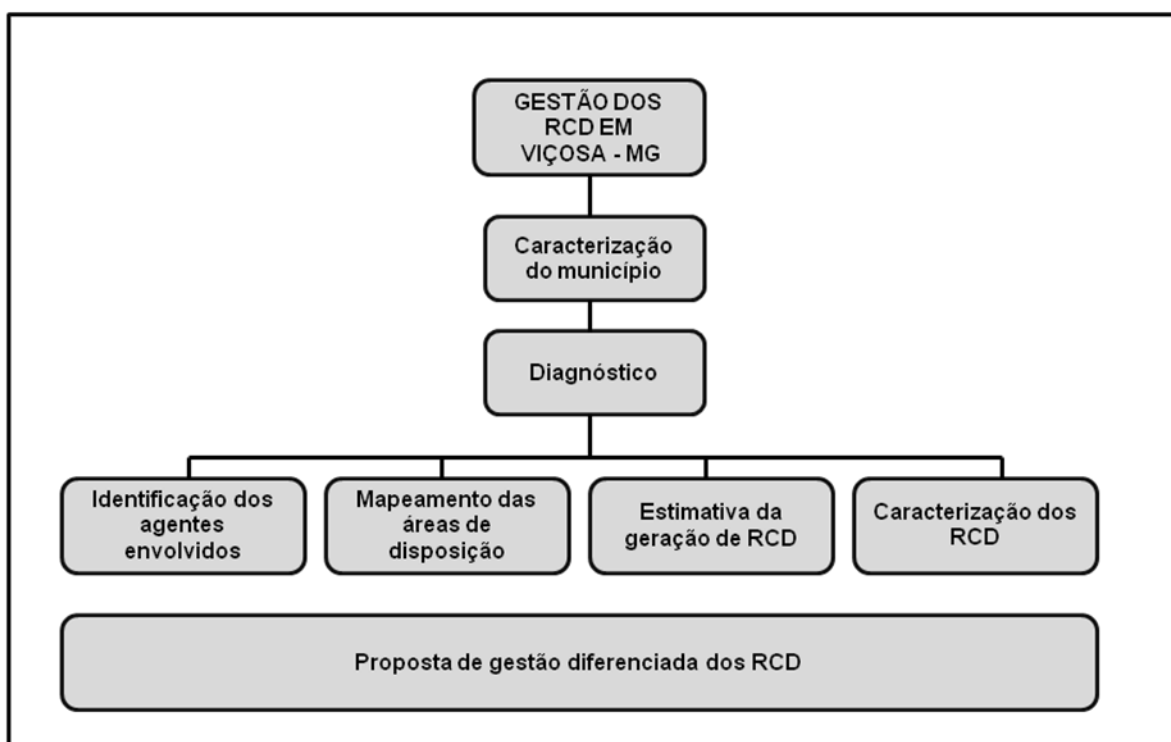 GESTÃO DOS
RCD EM
VIÇOSA - MG
Caracterização
do município
Diagnóstico
Identificação dos
agentes
envolvidos
Mapeamento das
áreas de
disposição
Estimativa da
geração de RCD
Caracterização dos
RCD
Proposta de gestão diferenciada dos RCD